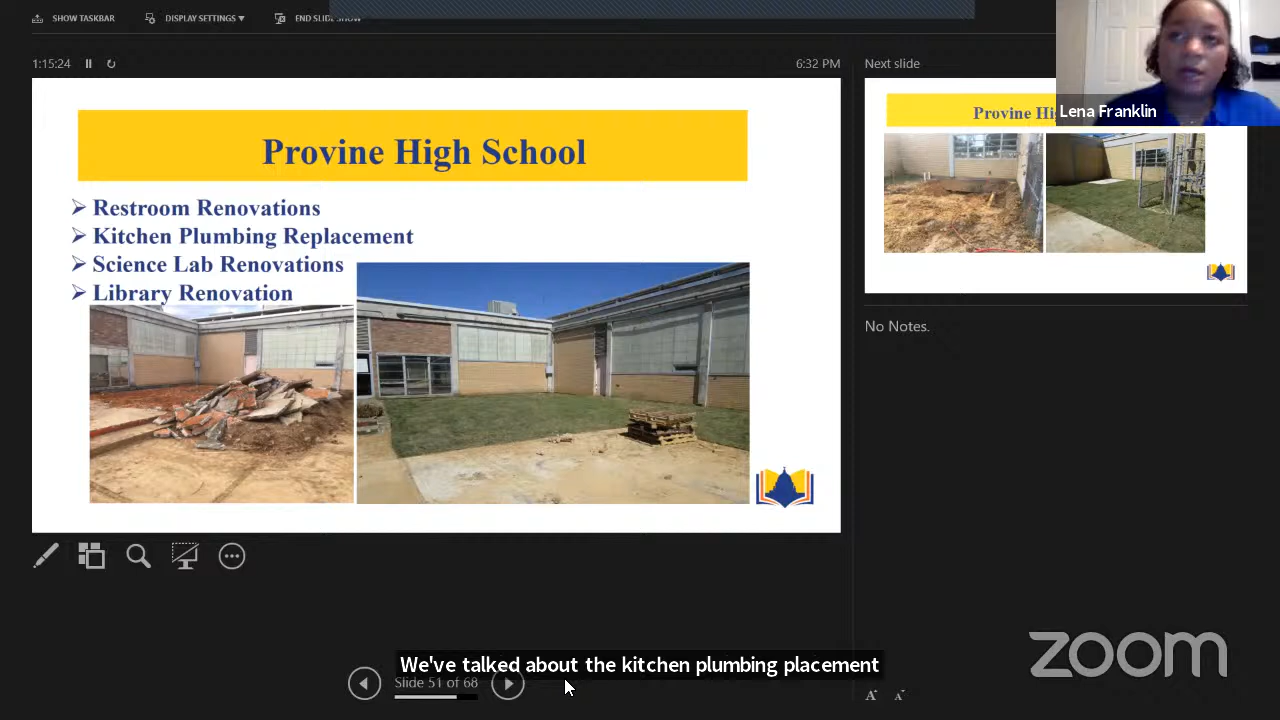 SHOW TASKBAR
DISPLAY SETTINGS ▼
END SLIDE SHOW
1:15:24
6:32 PM
Next slide
Lena Franklin
Provine High School
➢ Restroom Renovations
➢ Kitchen Plumbing Replacement
➢ Science Lab Renovations
➢ Library Renovation
Provine Hi
No Notes.
We've talked about the kitchen plumbing placement
Slide 51 of 68
zoom
A A